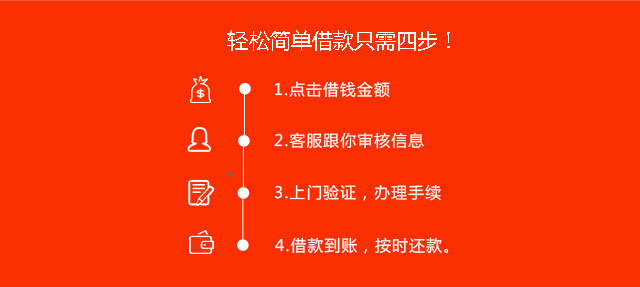 轻松简单借款只需四步！
1.点击借钱金额
2.客服跟你审核信息
3.上门验证，办理手续
4.借款到账，按时还款。